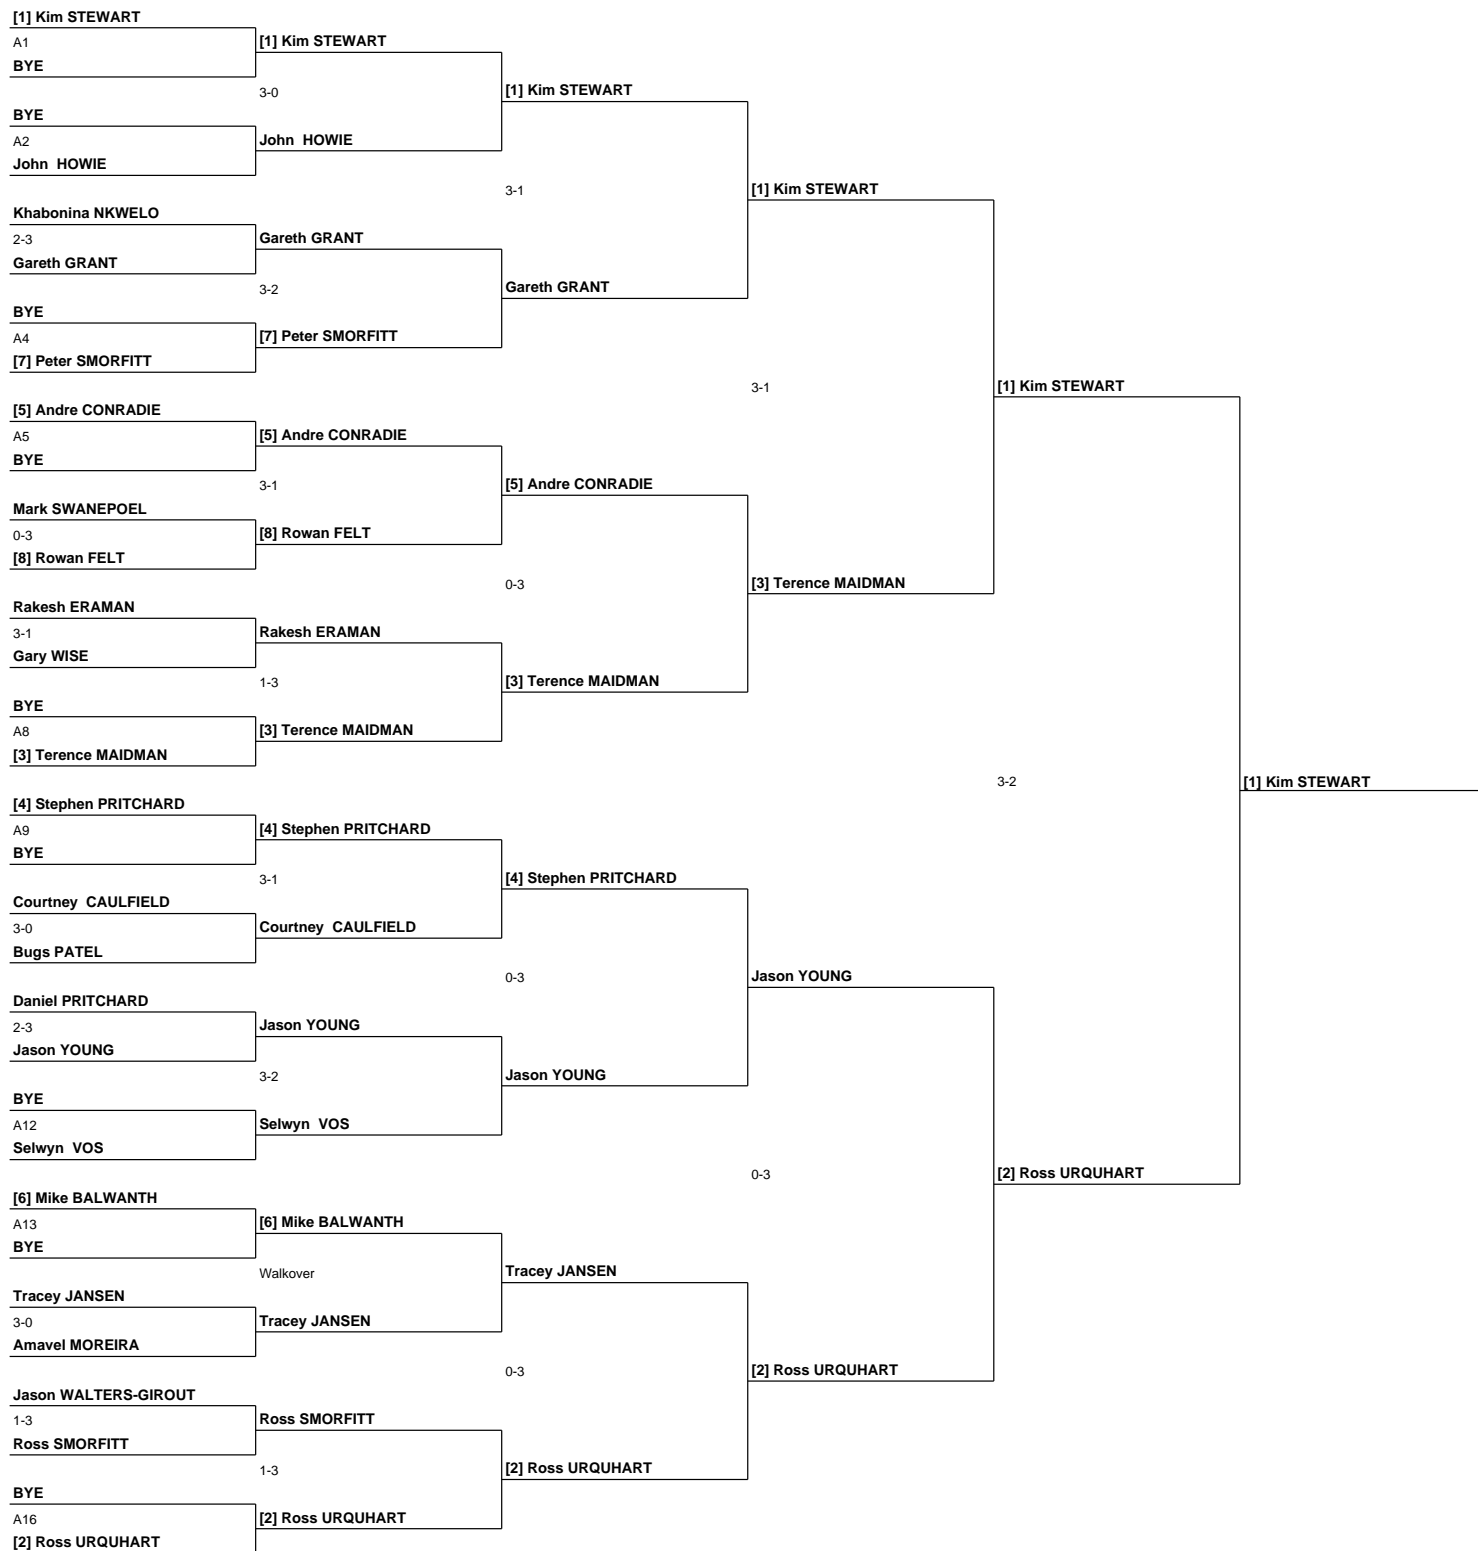 [1] Kim STEWART
A1
BYE
BYE
A2
John  HOWIE
Khabonina NKWELO
2-3
Gareth GRANT
BYE
A4
[7] Peter SMORFITT
[5] Andre CONRADIE
A5
BYE
Mark SWANEPOEL
0-3
[8] Rowan FELT
Rakesh ERAMAN
3-1
Gary WISE
BYE
A8
[3] Terence MAIDMAN
[4] Stephen PRITCHARD
A9
BYE
Courtney  CAULFIELD
3-0
Bugs PATEL
Daniel PRITCHARD
2-3
Jason YOUNG
BYE
A12
Selwyn  VOS
[6] Mike BALWANTH
A13
BYE
Tracey JANSEN
3-0
Amavel MOREIRA
Jason WALTERS-GIROUT
1-3
Ross SMORFITT
BYE
A16
[2] Ross URQUHART
[1] Kim STEWART
3-0
John  HOWIE
Gareth GRANT
3-2
[7] Peter SMORFITT
[5] Andre CONRADIE
3-1
[8] Rowan FELT
Rakesh ERAMAN
1-3
[3] Terence MAIDMAN
[4] Stephen PRITCHARD
3-1
Courtney  CAULFIELD
Jason YOUNG
3-2
Selwyn  VOS
[6] Mike BALWANTH
Walkover
Tracey JANSEN
Ross SMORFITT
1-3
[2] Ross URQUHART
[1] Kim STEWART
3-1
Gareth GRANT
[5] Andre CONRADIE
0-3
[3] Terence MAIDMAN
[4] Stephen PRITCHARD
0-3
Jason YOUNG
Tracey JANSEN
0-3
[2] Ross URQUHART
[1] Kim STEWART
3-1
[3] Terence MAIDMAN
Jason YOUNG
0-3
[2] Ross URQUHART
[1] Kim STEWART
3-2
[2] Ross URQUHART
[1] Kim STEWART